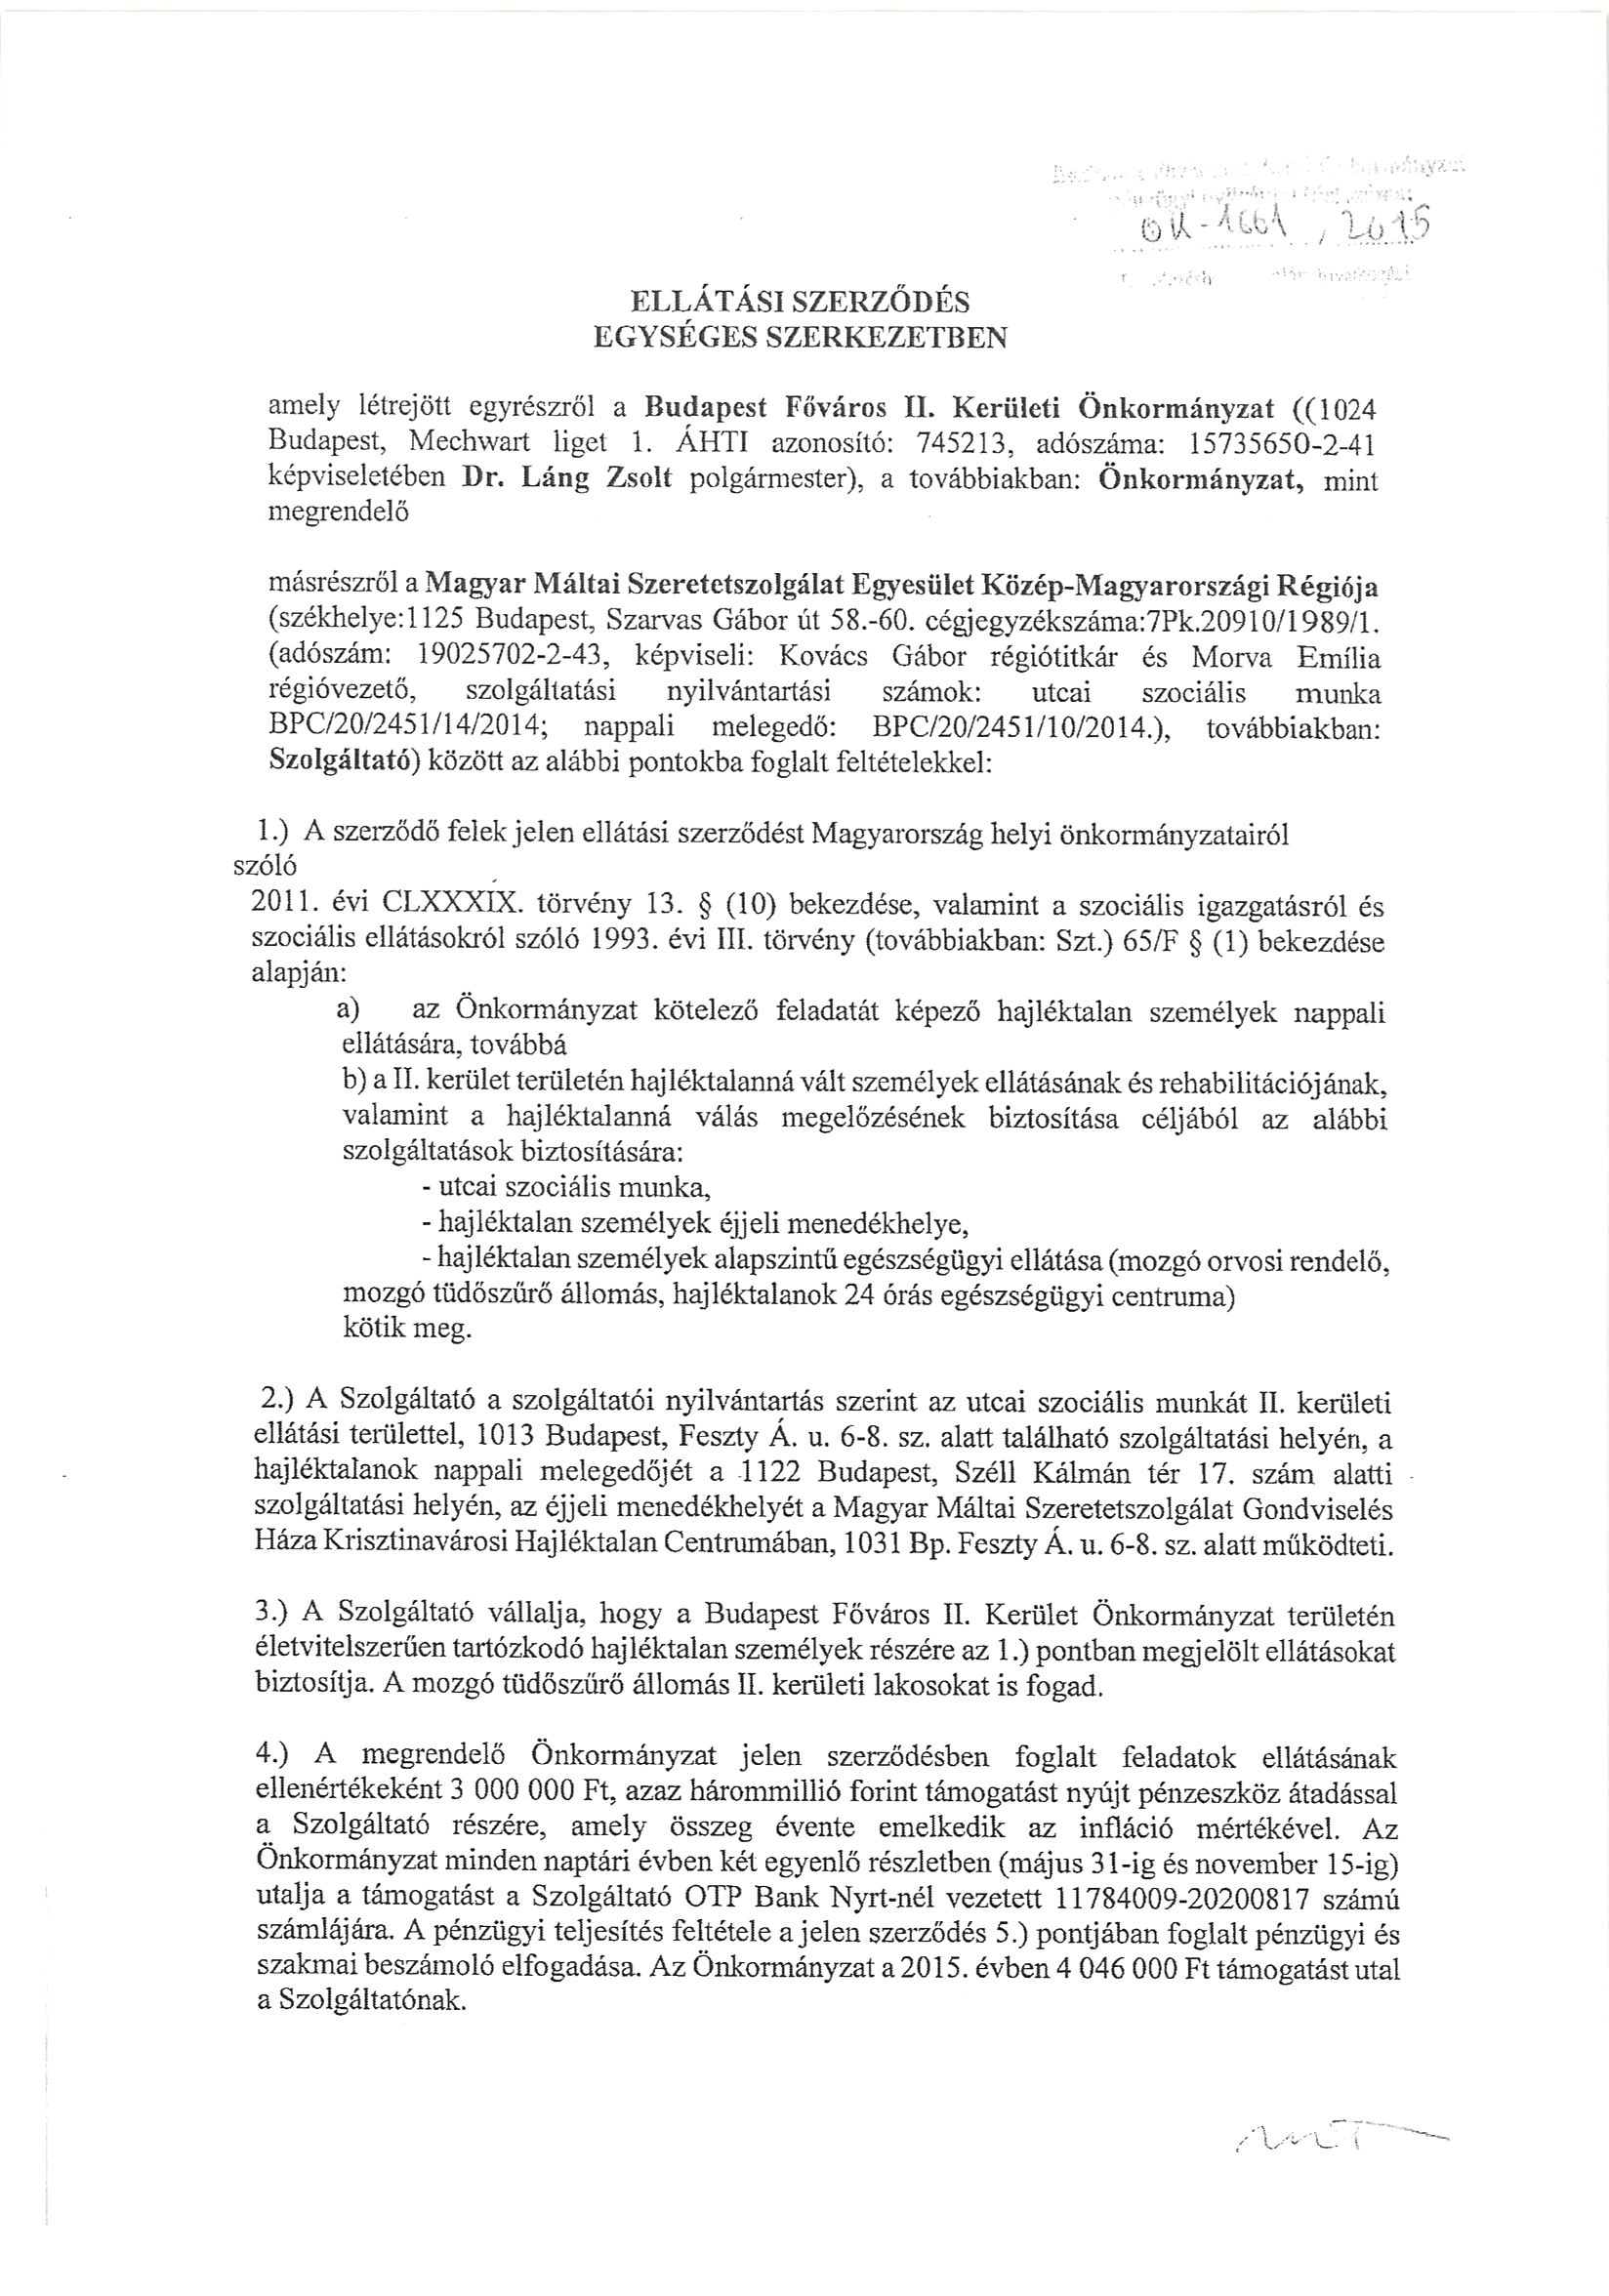 OK-1661 / 2015
ELLÁTÁSI SZERZŐDÉS
EGYSÉGES SZERKEZETBEN
amely létrejött egyrészről a Budapest Főváros II. Kerületi Önkormányzat ((1024
Budapest, Mechwart liget 1. ÁHTI azonosító: 745213, adószáma: 15735650-2-41
képviseletében Dr. Láng Zsolt polgármester), a továbbiakban: Önkormányzat, mint
megrendelő
másrészről a Magyar Máltai Szeretetszolgálat Egyesület Közép-Magyarországi Régiója
(székhelye:1125 Budapest, Szarvas Gábor út 58.-60. cégjegyzékszáma:7Pk.20910/1989/1.
(adószám: 19025702-2-43, képviseli: Kovács Gábor régiótitkár és Morva Emília
régióvezető, szolgáltatási nyilvántartási számok: utcai szociális munka
BPC/20/2451/14/2014; nappali melegedő: BPC/20/2451/10/2014.), továbbiakban:
Szolgáltató) között az alábbi pontokba foglalt feltételekkel:
1.) A szerződő felek jelen ellátási szerződést Magyarország helyi önkormányzatairól
szóló
2011. évi CLXXXIX. törvény 13. § (10) bekezdése, valamint a szociális igazgatásról és
szociális ellátásokról szóló 1993. évi III. törvény (továbbiakban: Szt.) 65/F § (1) bekezdése
alapján:
a) az Önkormányzat kötelező feladatát képező hajléktalan személyek nappali
ellátására, továbbá
b) a II. kerület területén hajléktalanná vált személyek ellátásának és rehabilitációjának,
valamint a hajléktalanná válás megelőzésének biztosítása céljából az alábbi
szolgáltatások biztosítására:
- utcai szociális munka,
- hajléktalan személyek éjjeli menedékhelye,
- hajléktalan személyek alapszintű egészségügyi ellátása (mozgó orvosi rendelő,
mozgó tüdőszűrő állomás, hajléktalanok 24 órás egészségügyi centruma)
kötik meg.
2.) A Szolgáltató a szolgáltatói nyilvántartás szerint az utcai szociális munkát II. kerületi
ellátási területtel, 1013 Budapest, Feszty Á. u. 6-8. sz. alatt található szolgáltatási helyén, a
hajléktalanok nappali melegedőjét a 1122 Budapest, Széll Kálmán tér 17. szám alatti
szolgáltatási helyén, az éjjeli menedékhelyét a Magyar Máltai Szeretetszolgálat Gondviselés
Háza Krisztinavárosi Hajléktalan Centrumában, 1031 Bp. Feszty Á. u. 6-8. sz. alatt működteti.
3.) A Szolgáltató vállalja, hogy a Budapest Főváros II. Kerület Önkormányzat területén
életvitelszerűen tartózkodó hajléktalan személyek részére az 1.) pontban megjelölt ellátásokat
biztosítja. A mozgó tüdőszűrő állomás II. kerületi lakosokat is fogad.
4.) A megrendelő Önkormányzat jelen szerződésben foglalt feladatok ellátásának
ellenértékeként 3 000 000 Ft, azaz hárommillió forint támogatást nyújt pénzeszköz átadással
a Szolgáltató részére, amely összeg évente emelkedik az infláció mértékével. Az
Önkormányzat minden naptári évben két egyenlő részletben (május 31-ig és november 15-ig)
utalja a támogatást a Szolgáltató OTP Bank Nyrt-nél vezetett 11784009-20200817 számú
számlájára. A pénzügyi teljesítés feltétele a jelen szerződés 5.) pontjában foglalt pénzügyi és
szakmai beszámoló elfogadása. Az Önkormányzat a 2015. évben 4 046 000 Ft támogatást utal
a Szolgáltatónak.